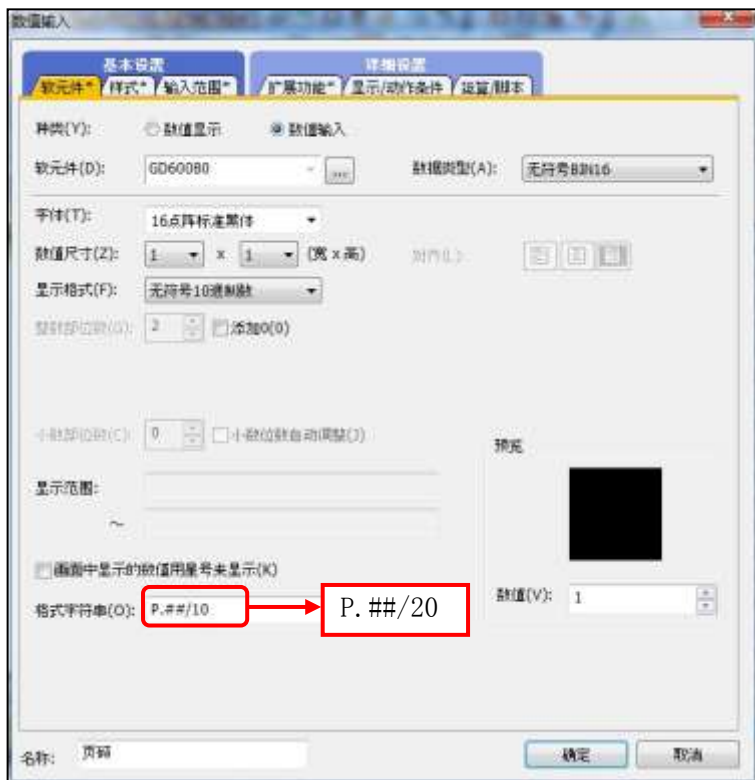 数值输入
基本设置 详细设置
软元件* 样式* 输入范围* 扩展功能* 显示/动作条件 运算/脚本
种类(Y): 数值显示 数值输入
软元件(D): GD60080 ... 数据类型(A): 无符号BIN16
字体(T): 16点阵标准黑体
数值尺寸(Z): 1 x 1 (宽 x 高) 对齐(L):
显示格式(F): 无符号10进制数
整数部位数(G): 2 添加0(0)
小数部位数(C): 0 小数位数自动调整(J)
预览
显示范围:
～
画面中显示的数值用星号来显示(K)
格式字符串(O): P.##/10 P.##/20 数值(V): 1
名称: 页码 确定 取消